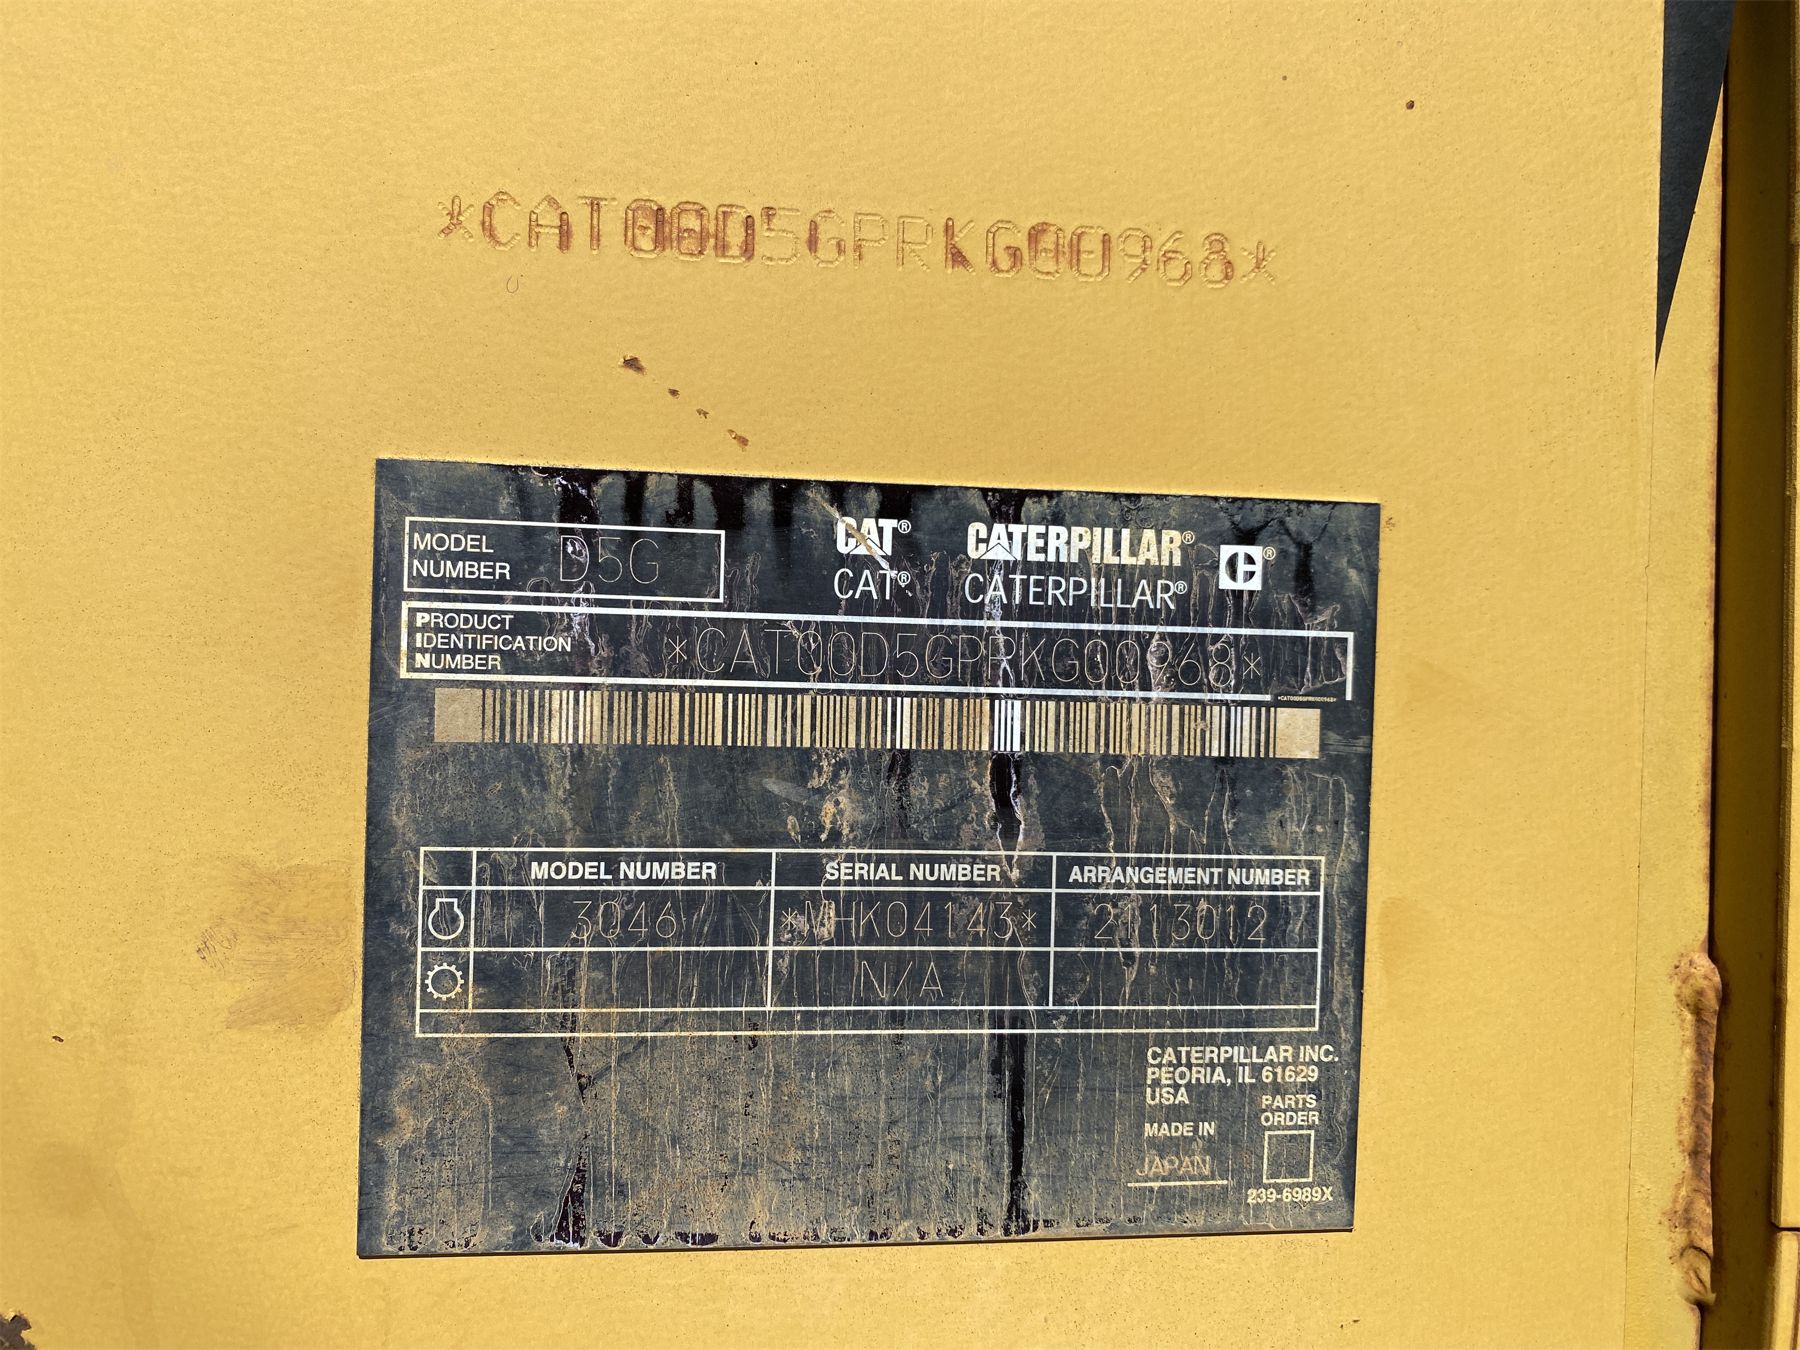 *CAT00D5GPRKG00968*
MODEL NUMBER D5G
CAT® CATERPILLAR® ®
CAT® CATERPILLAR®
PRODUCT IDENTIFICATION NUMBER *CAT00D5GPRKG00968*
*CAT00D5GPRKG00968*
MODEL NUMBER SERIAL NUMBER ARRANGEMENT NUMBER
3046 *MHK04143* 2113012
N/A
CATERPILLAR INC.
PEORIA, IL 61629
USA
PARTS ORDER
MADE IN
JAPAN
239-6989X